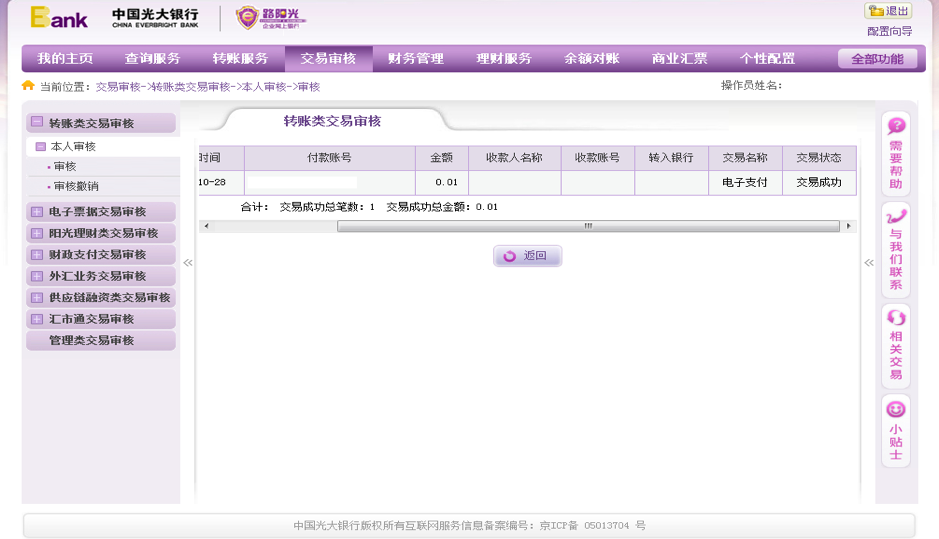 Bank 中国光大银行 CHINA EVERBRIGHT BANK 路阳光 企业网上银行
退出
配置向导
我的主页 查询服务 转账服务 交易审核 财务管理 理财服务 余额对账 商业汇票 个性配置 全部功能
当前位置：交易审核->转账类交易审核->本人审核->审核 操作员姓名：
转账类交易审核
本人审核
审核
审核撤销
电子票据交易审核
阳光理财类交易审核
财政支付交易审核
外汇业务交易审核
供应链融资类交易审核
汇市通交易审核
管理类交易审核
转账类交易审核
时间 付款账号 金额 收款人名称 收款账号 转入银行 交易名称 交易状态
10-28 0.01 电子支付 交易成功
合计： 交易成功总笔数：1 交易成功总金额：0.01
返回
需要帮助
与我们联系
相关交易
小贴士
中国光大银行版权所有互联网服务信息备案编号：京ICP备 05013704 号